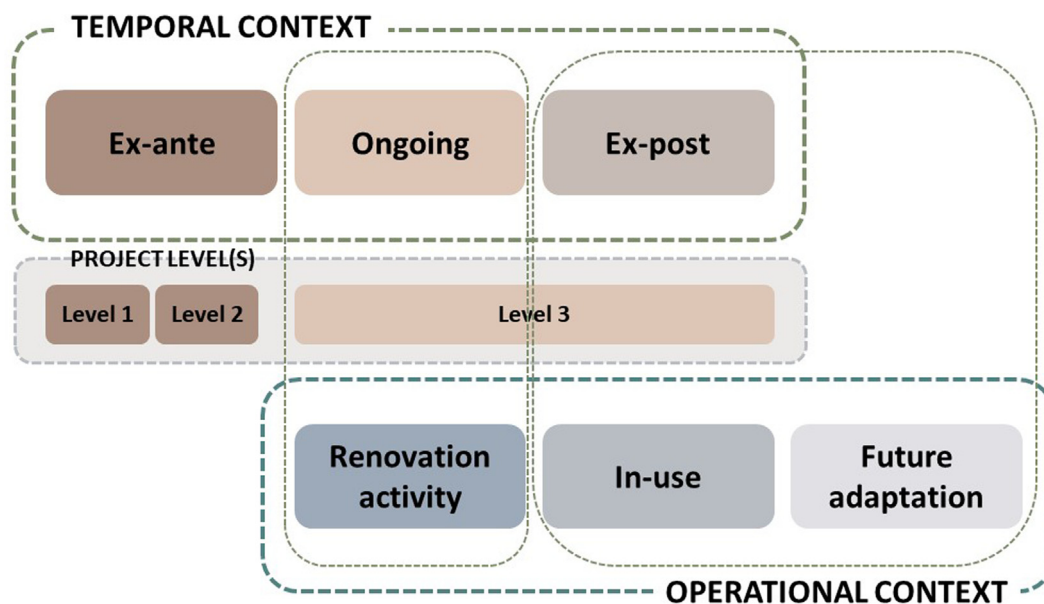 TEMPORAL CONTEXT
Ex-ante
Ongoing
Ex-post
PROJECT LEVEL(S)
Level 1
Level 2
Level 3
Renovation
activity
In-use
Future
adaptation
OPERATIONAL CONTEXT